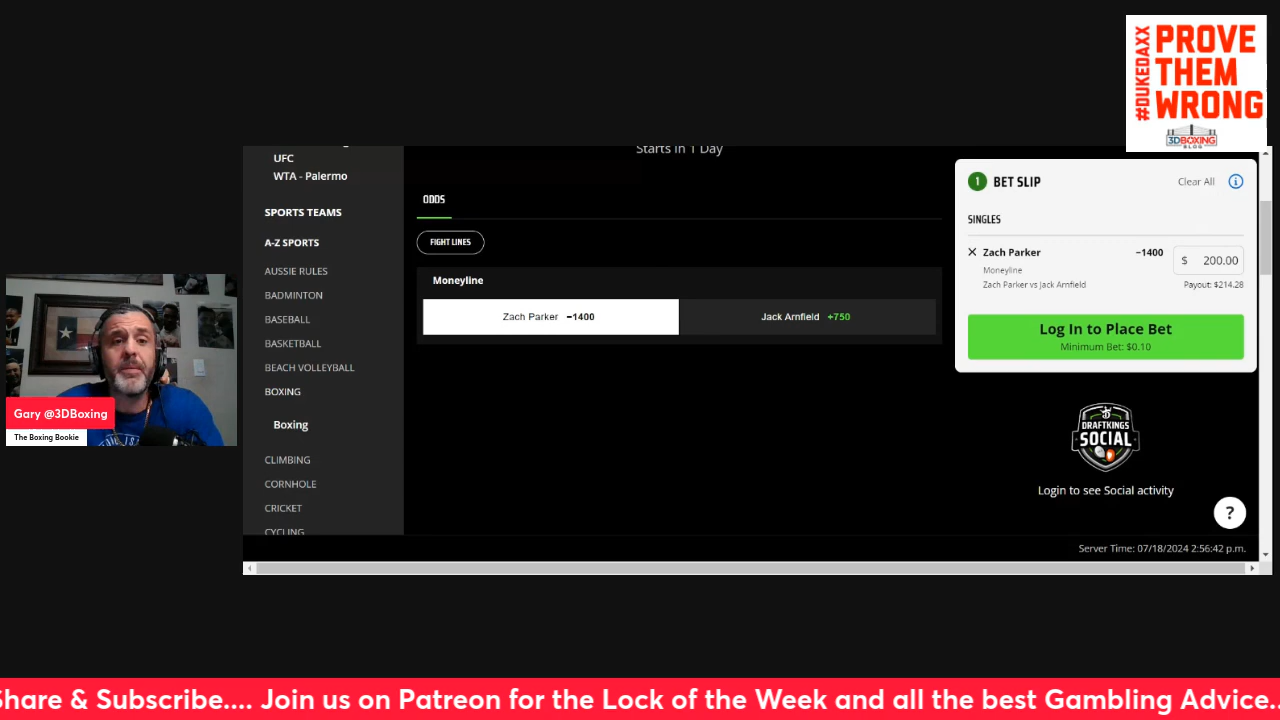 #DUKEDAXX
PROVE
THEM
WRONG
3DBOXING
BLOG
Starts in 1 Day
UFC
WTA - Palermo
SPORTS TEAMS
A-Z SPORTS
AUSSIE RULES
BADMINTON
BASEBALL
BASKETBALL
BEACH VOLLEYBALL
BOXING
Boxing
CLIMBING
CORNHOLE
CRICKET
CYCLING
ODDS
FIGHT LINES
Moneyline
Zach Parker −1400
Jack Arnfield +750
1 BET SLIP Clear All
SINGLES
Zach Parker −1400 $ 200.00
Moneyline
Zach Parker vs Jack Arnfield Payout: $214.28
Log In to Place Bet
Minimum Bet: $0.10
DRAFTKINGS
SOCIAL
Login to see Social activity
?
Server Time: 07/18/2024 2:56:42 p.m.
Gary @3DBoxing
The Boxing Bookie
Share & Subscribe.... Join us on Patreon for the Lock of the Week and all the best Gambling Advice..